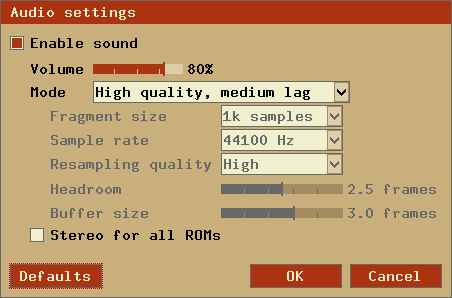 Audio settings
Enable sound
Volume 80%
Mode High quality, medium lag
Fragment size 1k samples
Sample rate 44100 Hz
Resampling quality High
Headroom 2.5 frames
Buffer size 3.0 frames
Stereo for all ROMs
Defaults OK Cancel